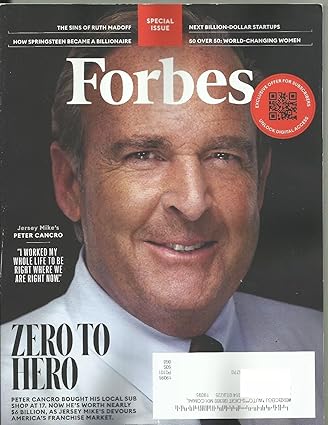 THE SINS OF RUTH MADOFF
SPECIAL
ISSUE
NEXT BILLION-DOLLAR STARTUPS
HOW SPRINGSTEEN BECAME A BILLIONAIRE
50 OVER 50: WORLD-CHANGING WOMEN
Forbes
EXCLUSIVE OFFER FOR SUBSCRIBERS
UNLOCK DIGITAL ACCESS
Jersey Mike's
PETER CANCRO
"I WORKED MY
WHOLE LIFE TO BE
RIGHT WHERE WE
ARE RIGHT NOW."
ZERO TO
HERO
PETER CANCRO BOUGHT HIS LOCAL SUB
SHOP AT 17. NOW HE'S WORTH NEARLY
$6 BILLION, AS JERSEY MIKE'S DEVOURS
AMERICA'S FRANCHISE MARKET.